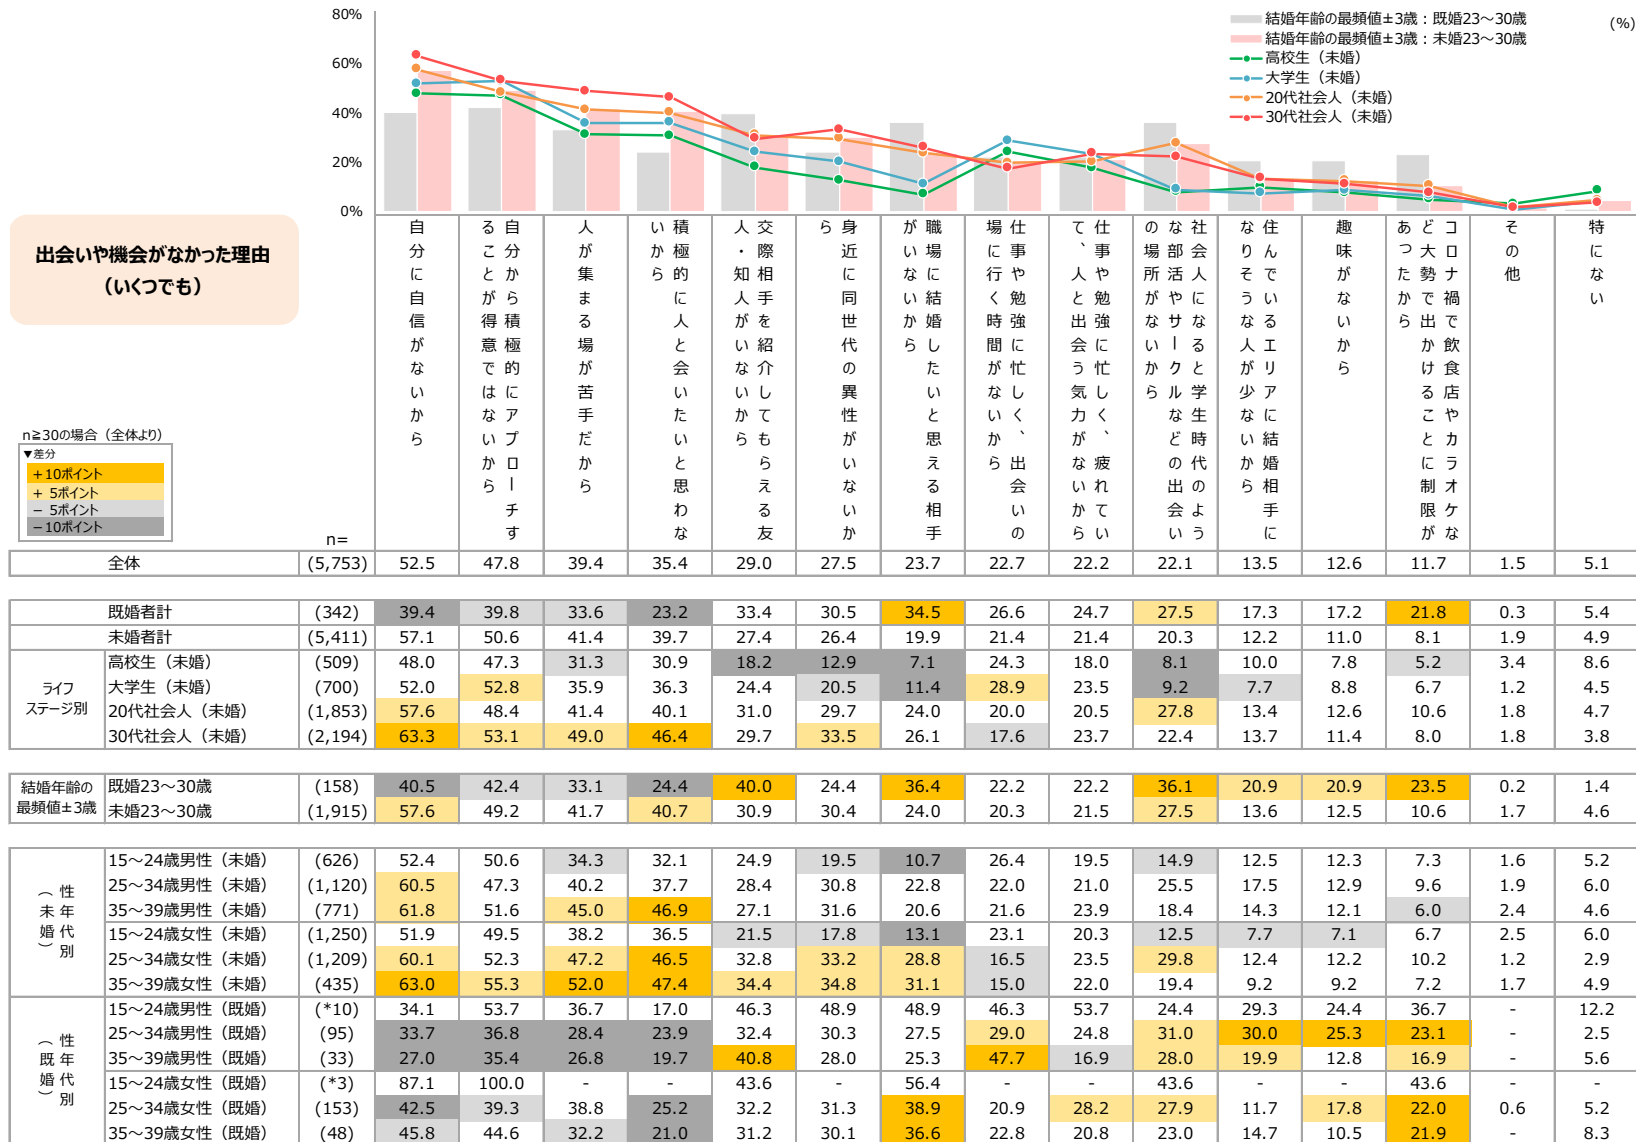 80%
60%
40%
20%
0%
(%)
結婚年齢の最頻値±3歳：既婚23～30歳
結婚年齢の最頻値±3歳：未婚23～30歳
高校生（未婚）
大学生（未婚）
20代社会人（未婚）
30代社会人（未婚）
出会いや機会がなかった理由
（いくつでも）
自分に自信がないから
自分から積極的にアプローチす
ることが得意ではないから
人が集まる場が苦手だから
積極的に人と会いたいと思わな
いから
交際相手を紹介してもらえる友
人・知人がいないから
身近に同世代の異性がいないか
ら
職場に結婚したいと思える相手
がいないから
仕事や勉強に忙しく、出会いの
場に行く時間がないから
仕事や勉強に忙しく、疲れてい
て、人と出会う気力がないから
社会人になると学生時代のよう
な部活やサークルなどの出会い
の場所がないから
住んでいるエリアに結婚相手に
なりそうな人が少ないから
趣味がないから
コロナ禍で飲食店やカラオケな
ど大勢で出かけることに制限が
あったから
その他
特にない
n≧30の場合（全体より）
▼差分
＋10ポイント
＋ 5ポイント
－ 5ポイント
－10ポイント
n=
全体 (5,753) 52.5 47.8 39.4 35.4 29.0 27.5 23.7 22.7 22.2 22.1 13.5 12.6 11.7 1.5 5.1
既婚者計 (342) 39.4 39.8 33.6 23.2 33.4 30.5 34.5 26.6 24.7 27.5 17.3 17.2 21.8 0.3 5.4
未婚者計 (5,411) 57.1 50.6 41.4 39.7 27.4 26.4 19.9 21.4 21.4 20.3 12.2 11.0 8.1 1.9 4.9
ライフ
ステージ別
高校生（未婚） (509) 48.0 47.3 31.3 30.9 18.2 12.9 7.1 24.3 18.0 8.1 10.0 7.8 5.2 3.4 8.6
大学生（未婚） (700) 52.0 52.8 35.9 36.3 24.4 20.5 11.4 28.9 23.5 9.2 7.7 8.8 6.7 1.2 4.5
20代社会人（未婚） (1,853) 57.6 48.4 41.4 40.1 31.0 29.7 24.0 20.0 20.5 27.8 13.4 12.6 10.6 1.8 4.7
30代社会人（未婚） (2,194) 63.3 53.1 49.0 46.4 29.7 33.5 26.1 17.6 23.7 22.4 13.7 11.4 8.0 1.8 3.8
結婚年齢の
最頻値±3歳
既婚23～30歳 (158) 40.5 42.4 33.1 24.4 40.0 24.4 36.4 22.2 22.2 36.1 20.9 20.9 23.5 0.2 1.4
未婚23～30歳 (1,915) 57.6 49.2 41.7 40.7 30.9 30.4 24.0 20.3 21.5 27.5 13.6 12.5 10.6 1.7 4.6
性年代別
（未婚）
15～24歳男性（未婚） (626) 52.4 50.6 34.3 32.1 24.9 19.5 10.7 26.4 19.5 14.9 12.5 12.3 7.3 1.6 5.2
25～34歳男性（未婚） (1,120) 60.5 47.3 40.2 37.7 28.4 30.8 22.8 22.0 21.0 25.5 17.5 12.9 9.6 1.9 6.0
35～39歳男性（未婚） (771) 61.8 51.6 45.0 46.9 27.1 31.6 20.6 21.6 23.9 18.4 14.3 12.1 6.0 2.4 4.6
15～24歳女性（未婚） (1,250) 51.9 49.5 38.2 36.5 21.5 17.8 13.1 23.1 20.3 12.5 7.7 7.1 6.7 2.5 6.0
25～34歳女性（未婚） (1,209) 60.1 52.3 47.2 46.5 32.8 33.2 28.8 16.5 23.5 29.8 12.4 12.2 10.2 1.2 2.9
35～39歳女性（未婚） (435) 63.0 55.3 52.0 47.4 34.4 34.8 31.1 15.0 22.0 19.4 9.2 9.2 7.2 1.7 4.9
性年代別
（既婚）
15～24歳男性（既婚） (*10) 34.1 53.7 36.7 17.0 46.3 48.9 48.9 46.3 53.7 24.4 29.3 24.4 36.7 - 12.2
25～34歳男性（既婚） (95) 33.7 36.8 28.4 23.9 32.4 30.3 27.5 29.0 24.8 31.0 30.0 25.3 23.1 - 2.5
35～39歳男性（既婚） (33) 27.0 35.4 26.8 19.7 40.8 28.0 25.3 47.7 16.9 28.0 19.9 12.8 16.9 - 5.6
15～24歳女性（既婚） (*3) 87.1 100.0 - - 43.6 - 56.4 - - 43.6 - - 43.6 - -
25～34歳女性（既婚） (153) 42.5 39.3 38.8 25.2 32.2 31.3 38.9 20.9 28.2 27.9 11.7 17.8 22.0 0.6 5.2
35～39歳女性（既婚） (48) 45.8 44.6 32.2 21.0 31.2 30.1 36.6 22.8 20.8 23.0 14.7 10.5 21.9 - 8.3